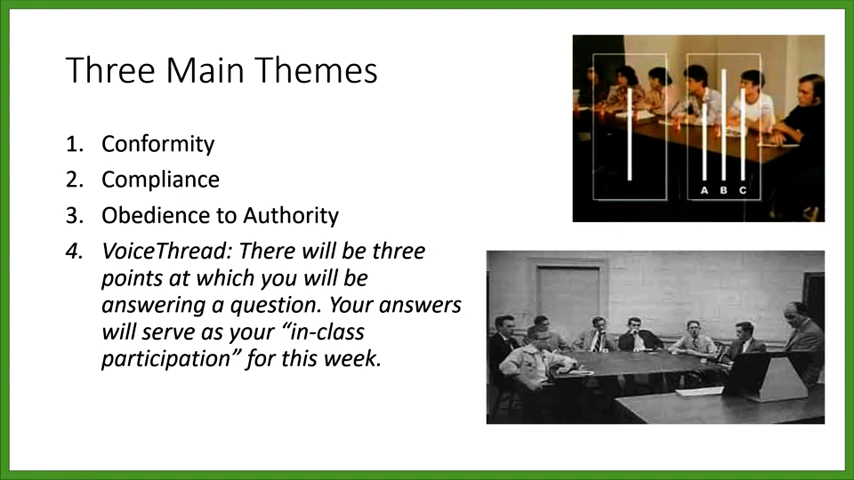 Three Main Themes
1. Conformity
2. Compliance
3. Obedience to Authority
4. VoiceThread: There will be three
points at which you will be
answering a question. Your answers
will serve as your “in-class
participation” for this week.
A B C